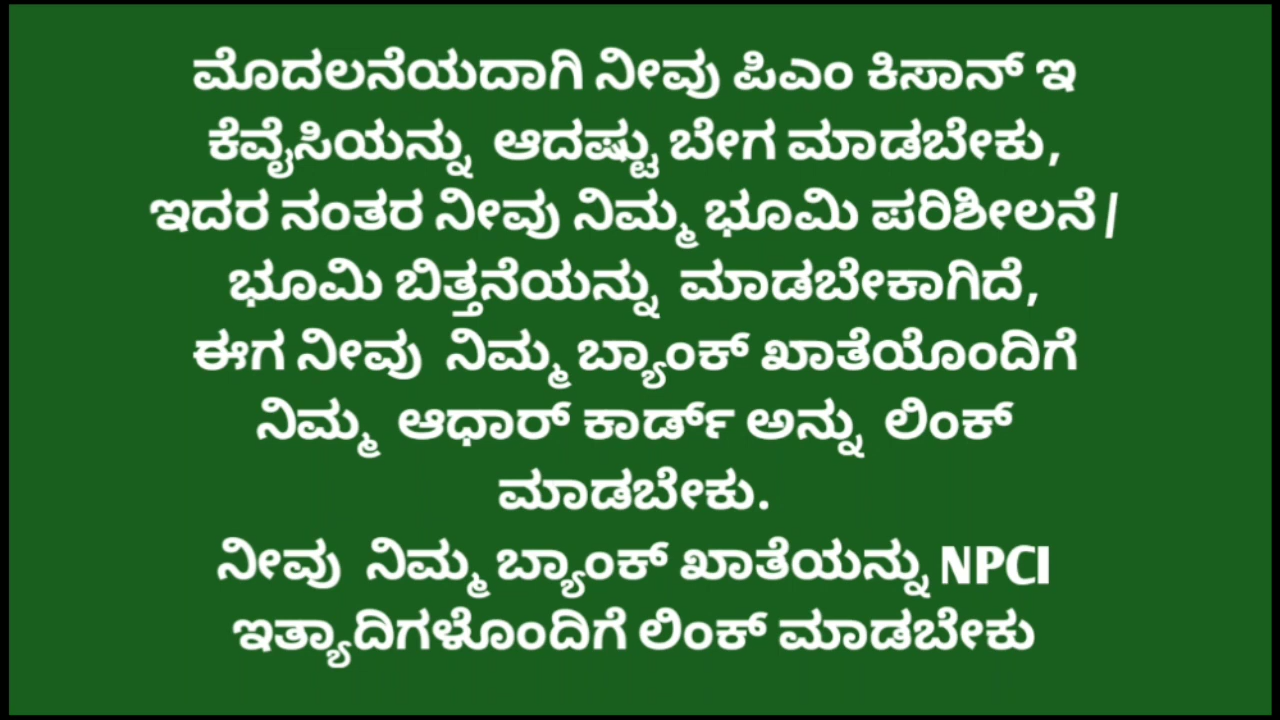 ಮೊದಲನೆಯದಾಗಿ ನೀವು ಪಿಎಂ ಕಿಸಾನ್ ಇ
ಕೆವೈಸಿಯನ್ನು ಆದಷ್ಟು ಬೇಗ ಮಾಡಬೇಕು,
ಇದರ ನಂತರ ನೀವು ನಿಮ್ಮ ಭೂಮಿ ಪರಿಶೀಲನೆ/
ಭೂಮಿ ಬಿತ್ತನೆಯನ್ನು ಮಾಡಬೇಕಾಗಿದೆ,
ಈಗ ನೀವು ನಿಮ್ಮ ಬ್ಯಾಂಕ್ ಖಾತೆಯೊಂದಿಗೆ
ನಿಮ್ಮ ಆಧಾರ್ ಕಾರ್ಡ್ ಅನ್ನು ಲಿಂಕ್
ಮಾಡಬೇಕು.
ನೀವು ನಿಮ್ಮ ಬ್ಯಾಂಕ್ ಖಾತೆಯನ್ನು NPCI
ಇತ್ಯಾದಿಗಳೊಂದಿಗೆ ಲಿಂಕ್ ಮಾಡಬೇಕು